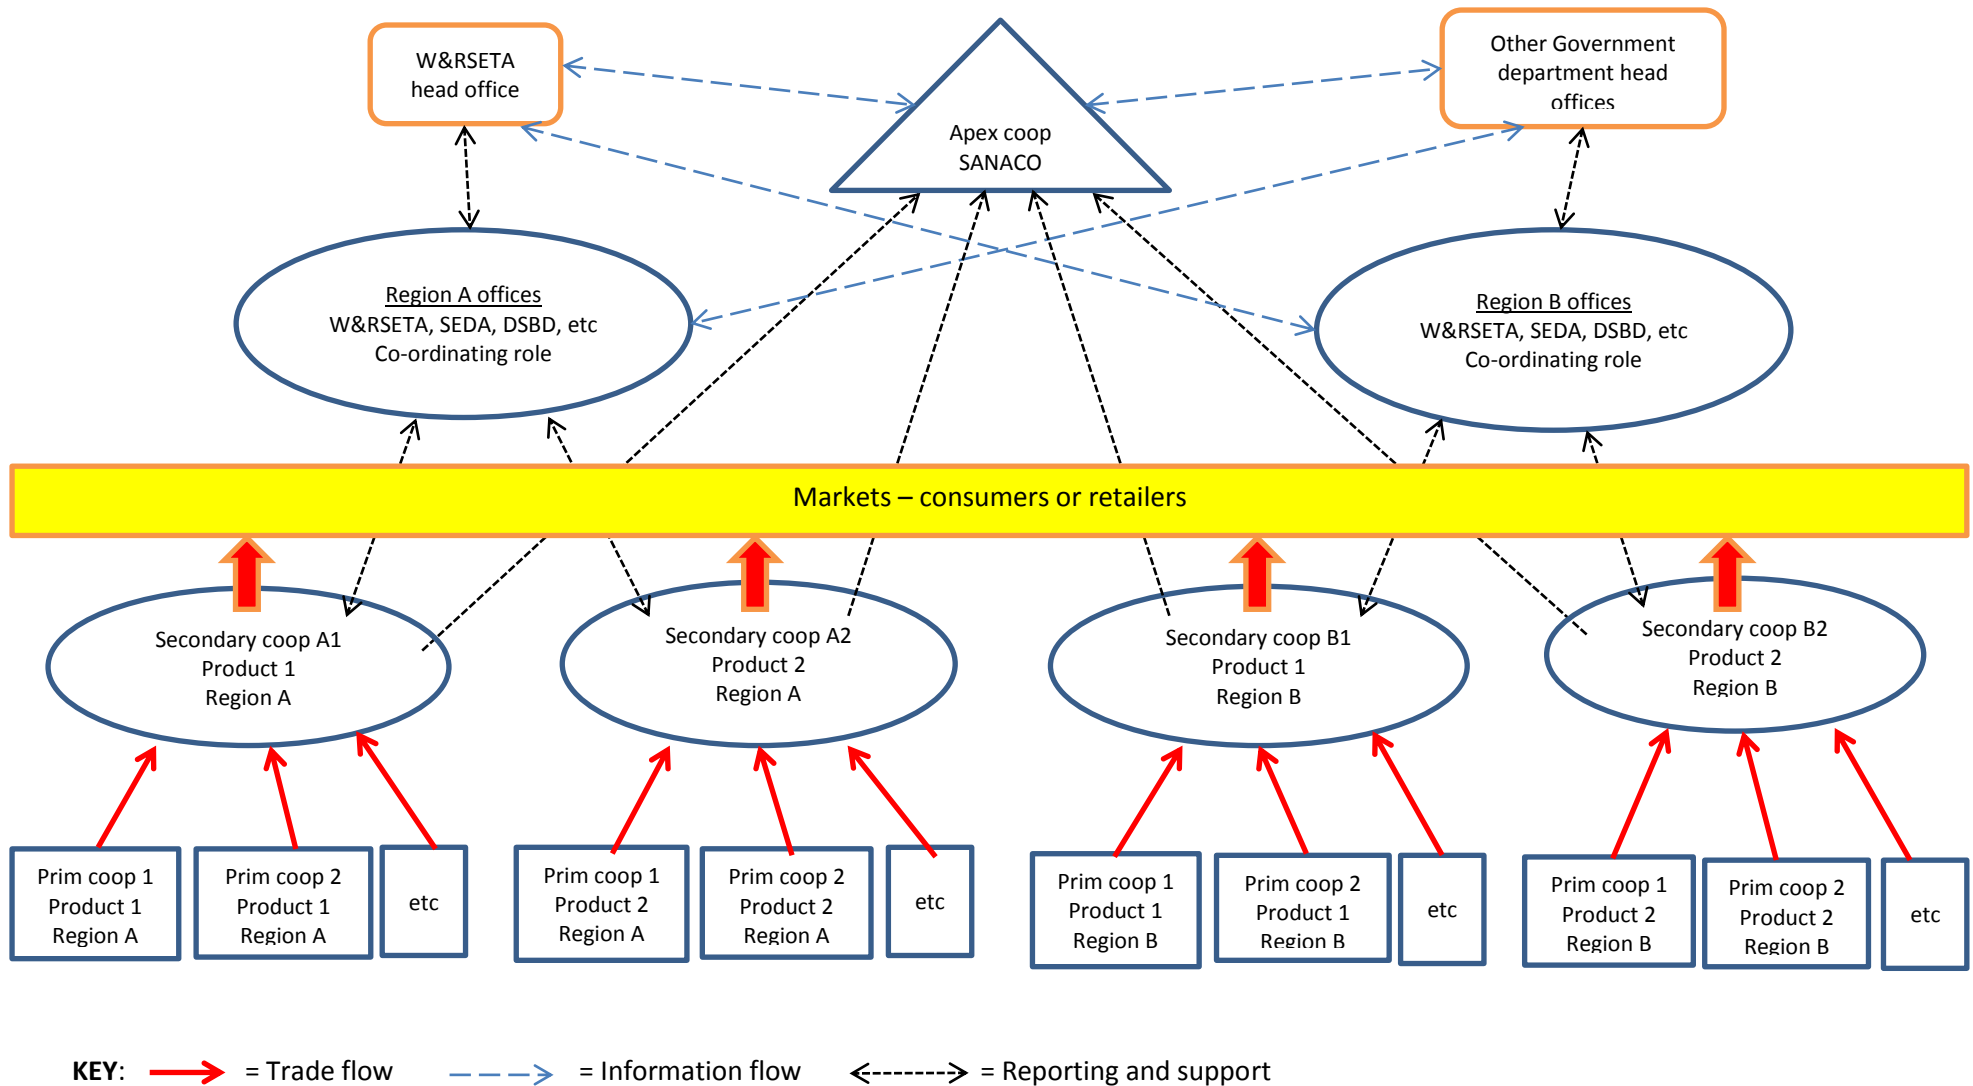 W&RSETA
head office
Apex coop
SANACO
Other Government
department head
offices
Region A offices
W&RSETA, SEDA, DSBD, etc
Co-ordinating role
Region B offices
W&RSETA, SEDA, DSBD, etc
Co-ordinating role
Markets – consumers or retailers
Secondary coop A1
Product 1
Region A
Secondary coop A2
Product 2
Region A
Secondary coop B1
Product 1
Region B
Secondary coop B2
Product 2
Region B
Prim coop 1
Product 1
Region A
Prim coop 2
Product 1
Region A
etc
Prim coop 1
Product 2
Region A
Prim coop 2
Product 2
Region A
etc
Prim coop 1
Product 1
Region B
Prim coop 2
Product 1
Region B
etc
Prim coop 1
Product 2
Region B
Prim coop 2
Product 2
Region B
etc
KEY: = Trade flow = Information flow = Reporting and support